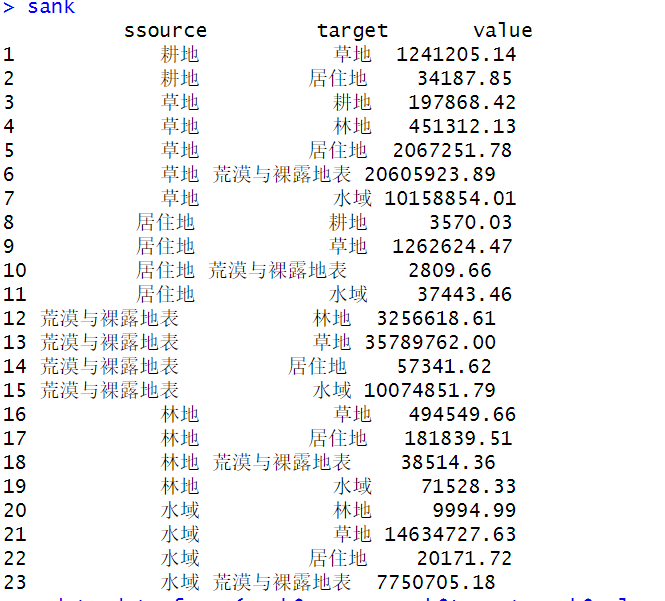 > sank
ssource target value
1 耕地 草地 1241205.14
2 耕地 居住地 34187.85
3 草地 耕地 197868.42
4 草地 林地 451312.13
5 草地 居住地 2067251.78
6 草地 荒漠与裸露地表 20605923.89
7 草地 水域 10158854.01
8 居住地 耕地 3570.03
9 居住地 草地 1262624.47
10 居住地 荒漠与裸露地表 2809.66
11 居住地 水域 37443.46
12 荒漠与裸露地表 林地 3256618.61
13 荒漠与裸露地表 草地 35789762.00
14 荒漠与裸露地表 居住地 57341.62
15 荒漠与裸露地表 水域 10074851.79
16 林地 草地 494549.66
17 林地 居住地 181839.51
18 林地 荒漠与裸露地表 38514.36
19 林地 水域 71528.33
20 水域 林地 9994.99
21 水域 草地 14634727.63
22 水域 居住地 20171.72
23 水域 荒漠与裸露地表 7750705.18